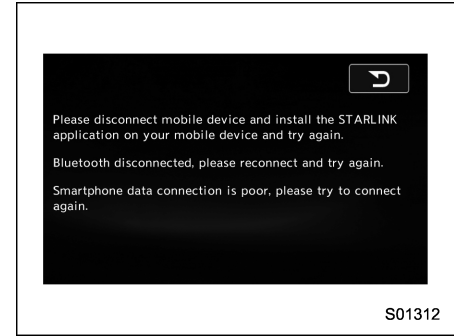 Please disconnect mobile device and install the STARLINK
application on your mobile device and try again.
Bluetooth disconnected, please reconnect and try again.
Smartphone data connection is poor, please try to connect
again.
S01312